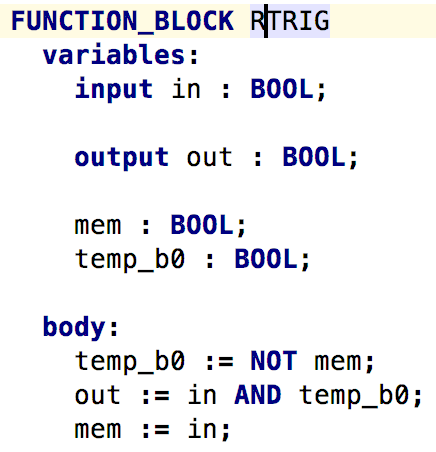 FUNCTION_BLOCK RTRIG
variables:
input in : BOOL;
output out : BOOL;
mem : BOOL;
temp_b0 : BOOL;
body:
temp_b0 := NOT mem;
out := in AND temp_b0;
mem := in;